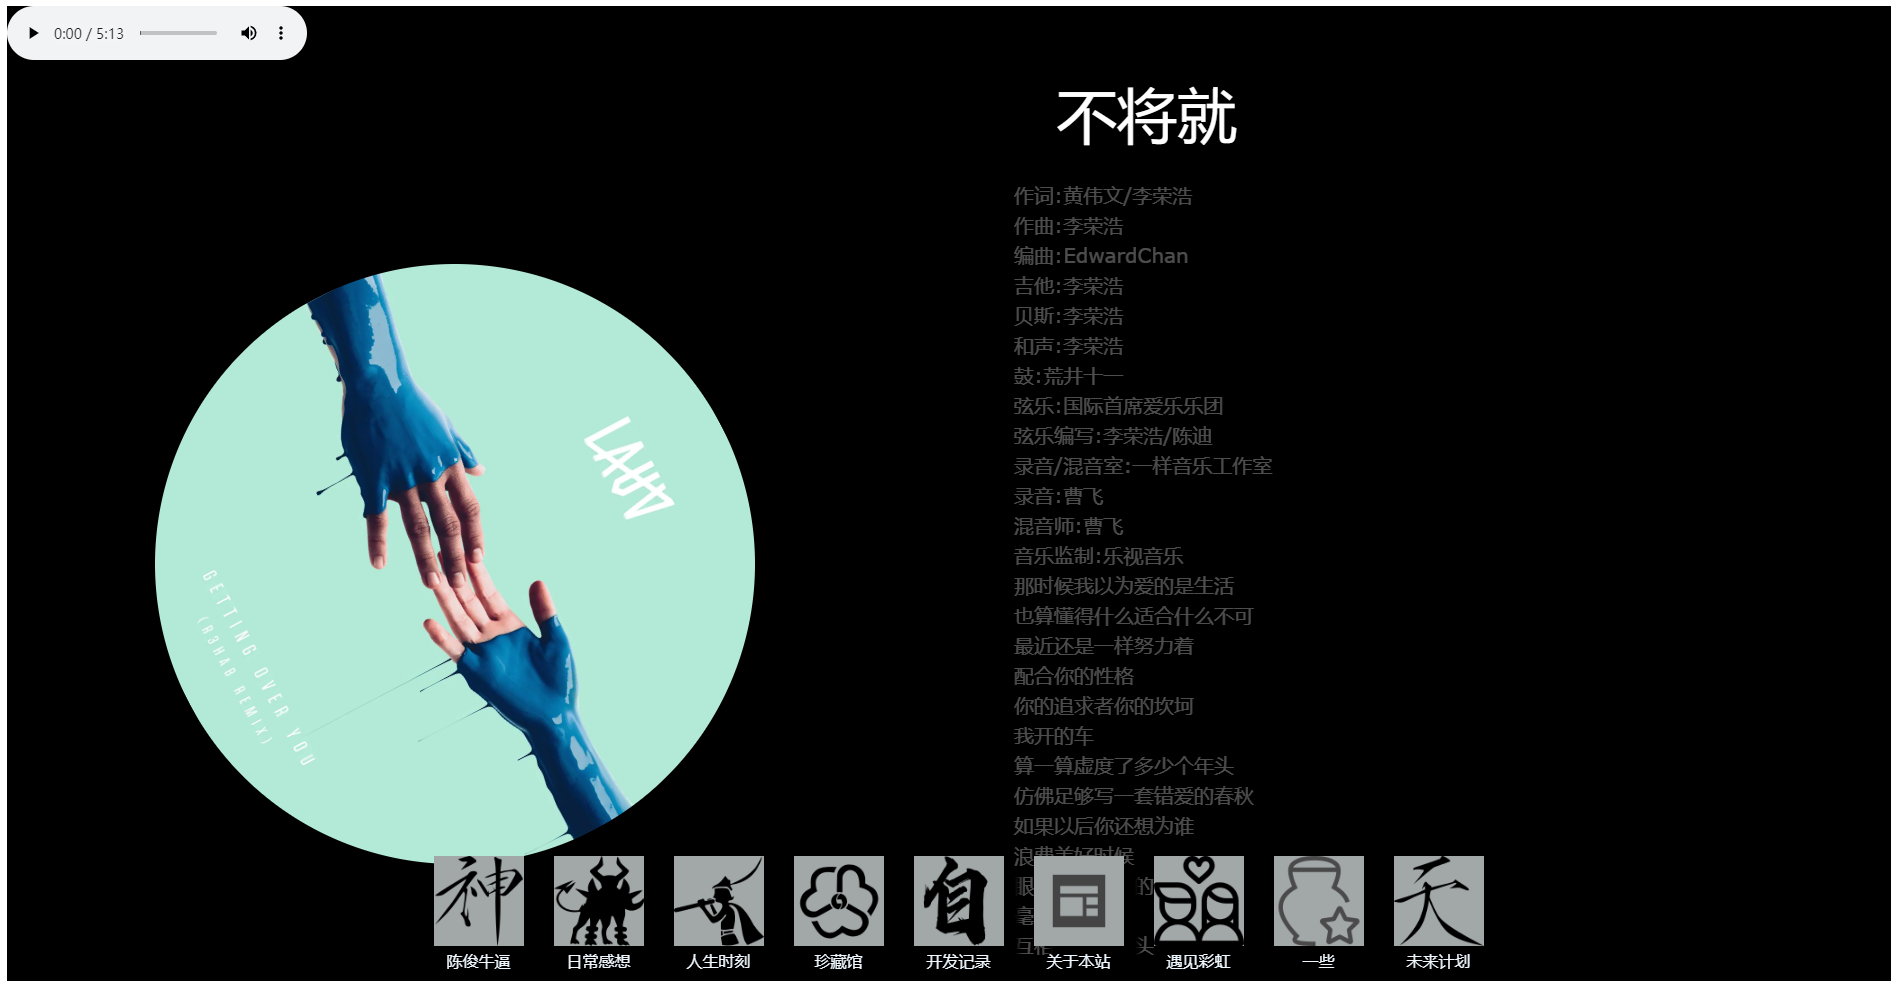 0:00 / 5:13
不将就
作词:黄伟文/李荣浩
作曲:李荣浩
编曲:EdwardChan
吉他:李荣浩
贝斯:李荣浩
和声:李荣浩
鼓:荒井十一
弦乐:国际首席爱乐乐团
弦乐编写:李荣浩/陈迪
录音/混音室:一样音乐工作室
录音:曹飞
混音师:曹飞
音乐监制:乐视音乐
那时候我以为爱的是生活
也算懂得什么适合什么不可
最近还是一样努力着
配合你的性格
你的追求者你的坎坷
我开的车
算一算虚度了多少个年头
仿佛足够写一套错爱的春秋
如果以后你还想为谁
浪费美好时候
眼 的
毫
互相 头
LAUV
GETTING OVER YOU
(R3HAB REMIX)
神
自
天
陈俊牛逼
日常感想
人生时刻
珍藏馆
开发记录
关于本站
遇见彩虹
一些
未来计划